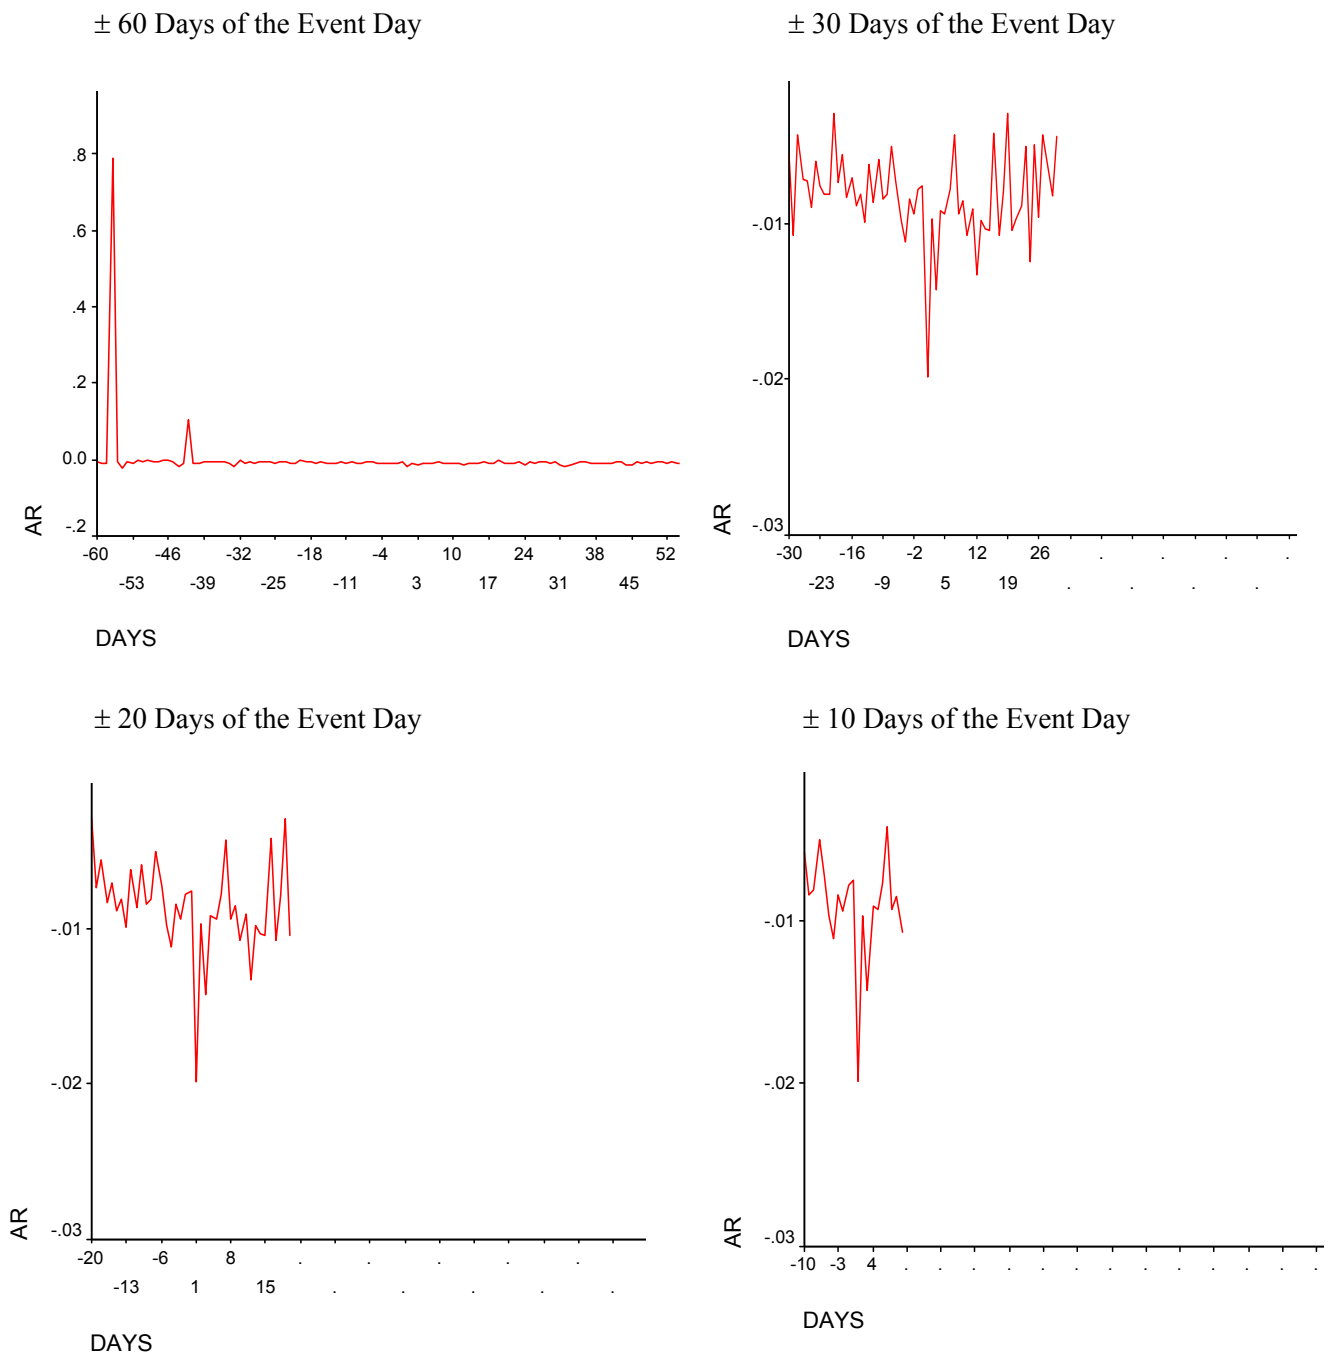 ± 60 Days of the Event Day
.8
.6
.4
.2
0.0
-.2
AR
-60 -46 -32 -18 -4 10 24 38 52
-53 -39 -25 -11 3 17 31 45
DAYS
± 30 Days of the Event Day
-.01
-.02
-.03
AR
-30 -16 -2 12 26 . . . .
-23 -9 5 19 . . . .
DAYS
± 20 Days of the Event Day
-.01
-.02
-.03
AR
-20 -6 8 . . . . .
-13 1 15 . . . . .
DAYS
± 10 Days of the Event Day
-.01
-.02
-.03
AR
-10 -3 4 . . . . . . . . . . . . .
DAYS